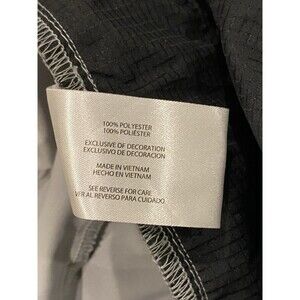 100% POLYESTER
100% POLIÉSTER
EXCLUSIVE OF DECORATION
EXCLUSIVO DE DECORACION
MADE IN VIETNAM
HECHO EN VIETNAM
SEE REVERSE FOR CARE
VER AL REVERSO PARA CUIDADO